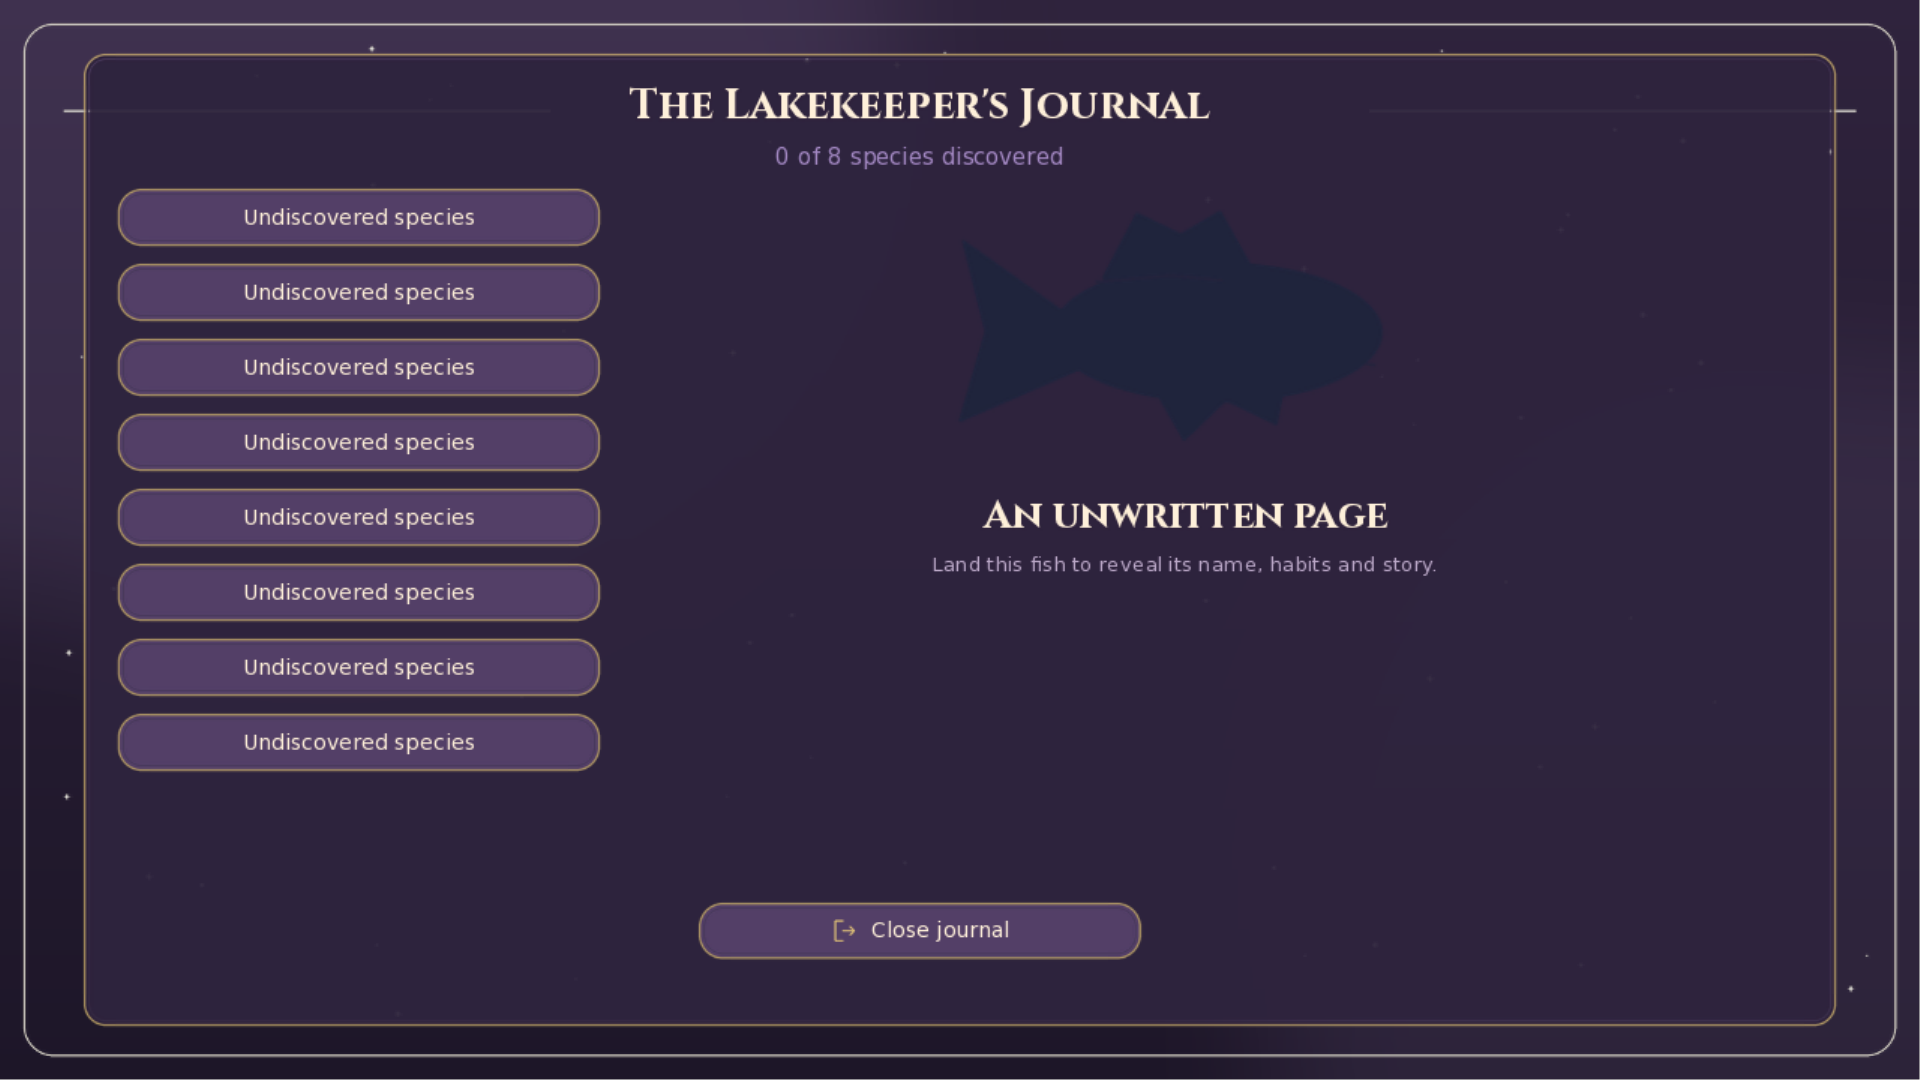 The Lakekeeper's Journal
0 of 8 species discovered
Undiscovered species
Undiscovered species
Undiscovered species
Undiscovered species
Undiscovered species
Undiscovered species
Undiscovered species
Undiscovered species
An unwritten page
Land this fish to reveal its name, habits and story.
Close journal